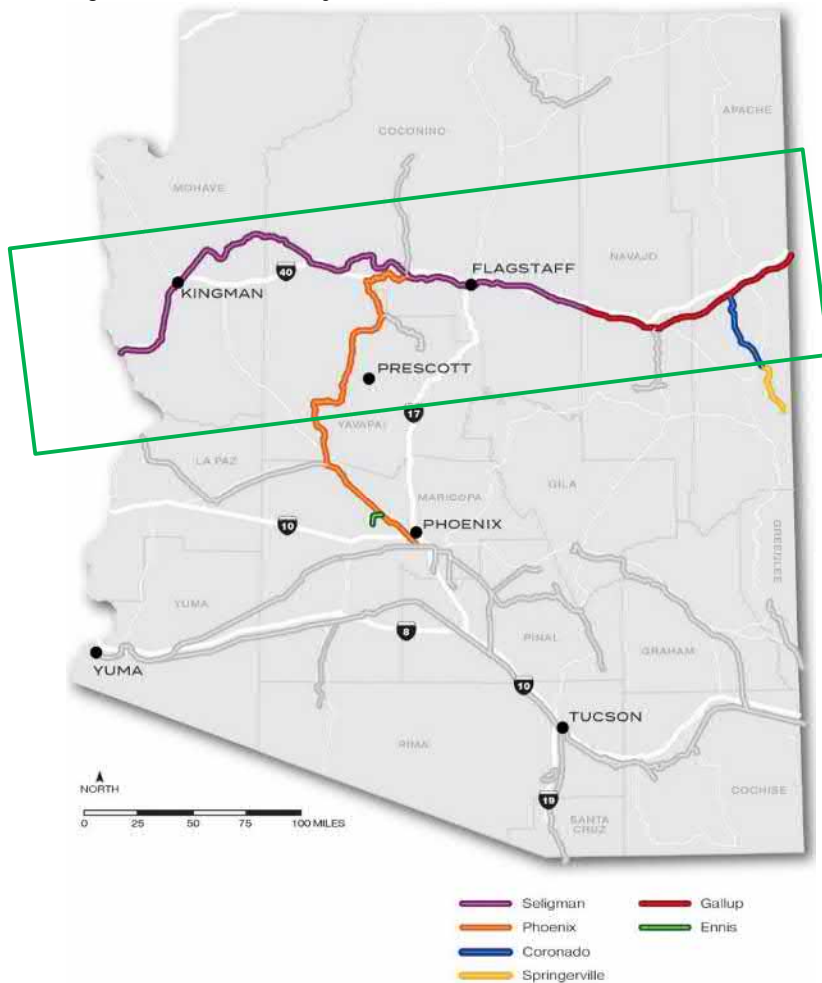 APACHE
COCONINO
MOHAVE
FLAGSTAFF
NAVAJO
40
KINGMAN
PRESCOTT
17
YAVAPAI
LA PAZ
GILA
MARICOPA
10
PHOENIX
GREENLEE
YUMA
8
PINAL
GRAHAM
YUMA
10
TUCSON
PIMA
NORTH
COCHISE
19
0 25 50 75 100 MILES
SANTA
CRUZ
Seligman Gallup
Phoenix Ennis
Coronado
Springerville